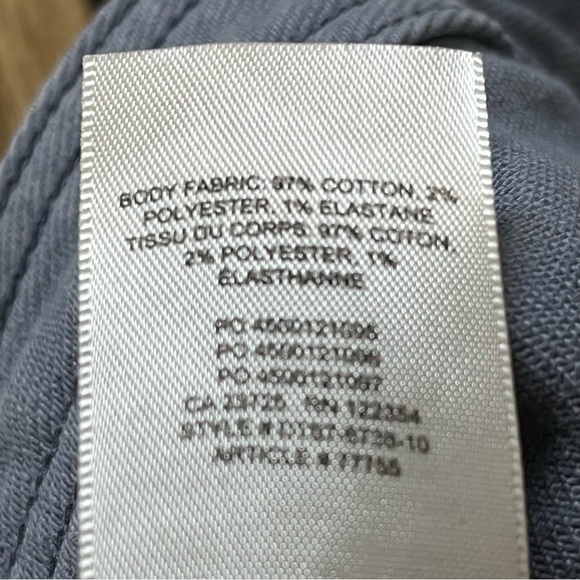 BODY FABRIC: 97% COTTON, 2%
POLYESTER, 1% ELASTANE
TISSU DU CORPS: 97% COTON,
2% POLYESTER, 1%
ÉLASTHANNE
PO 4500121095
PO 4500121096
PO 4500121097
CA 23725 RN 122354
STYLE #
ARTICLE # 77755